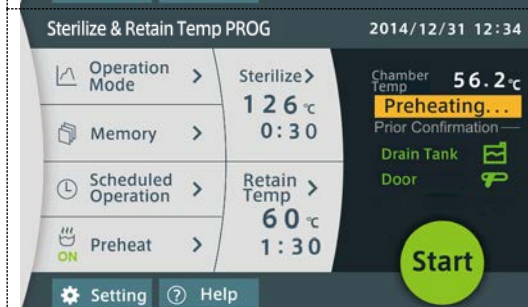 Sterilize & Retain Temp PROG
2014/12/31 12:34
Operation
Mode
>
Memory
>
Scheduled
Operation
>
ON
Preheat
>
Sterilize>
126℃
0:30
Retain
Temp
>
60℃
1:30
Chamber
Temp
56.2℃
Preheating...
Prior Confirmation
Drain Tank
Door
Start
Setting
? Help